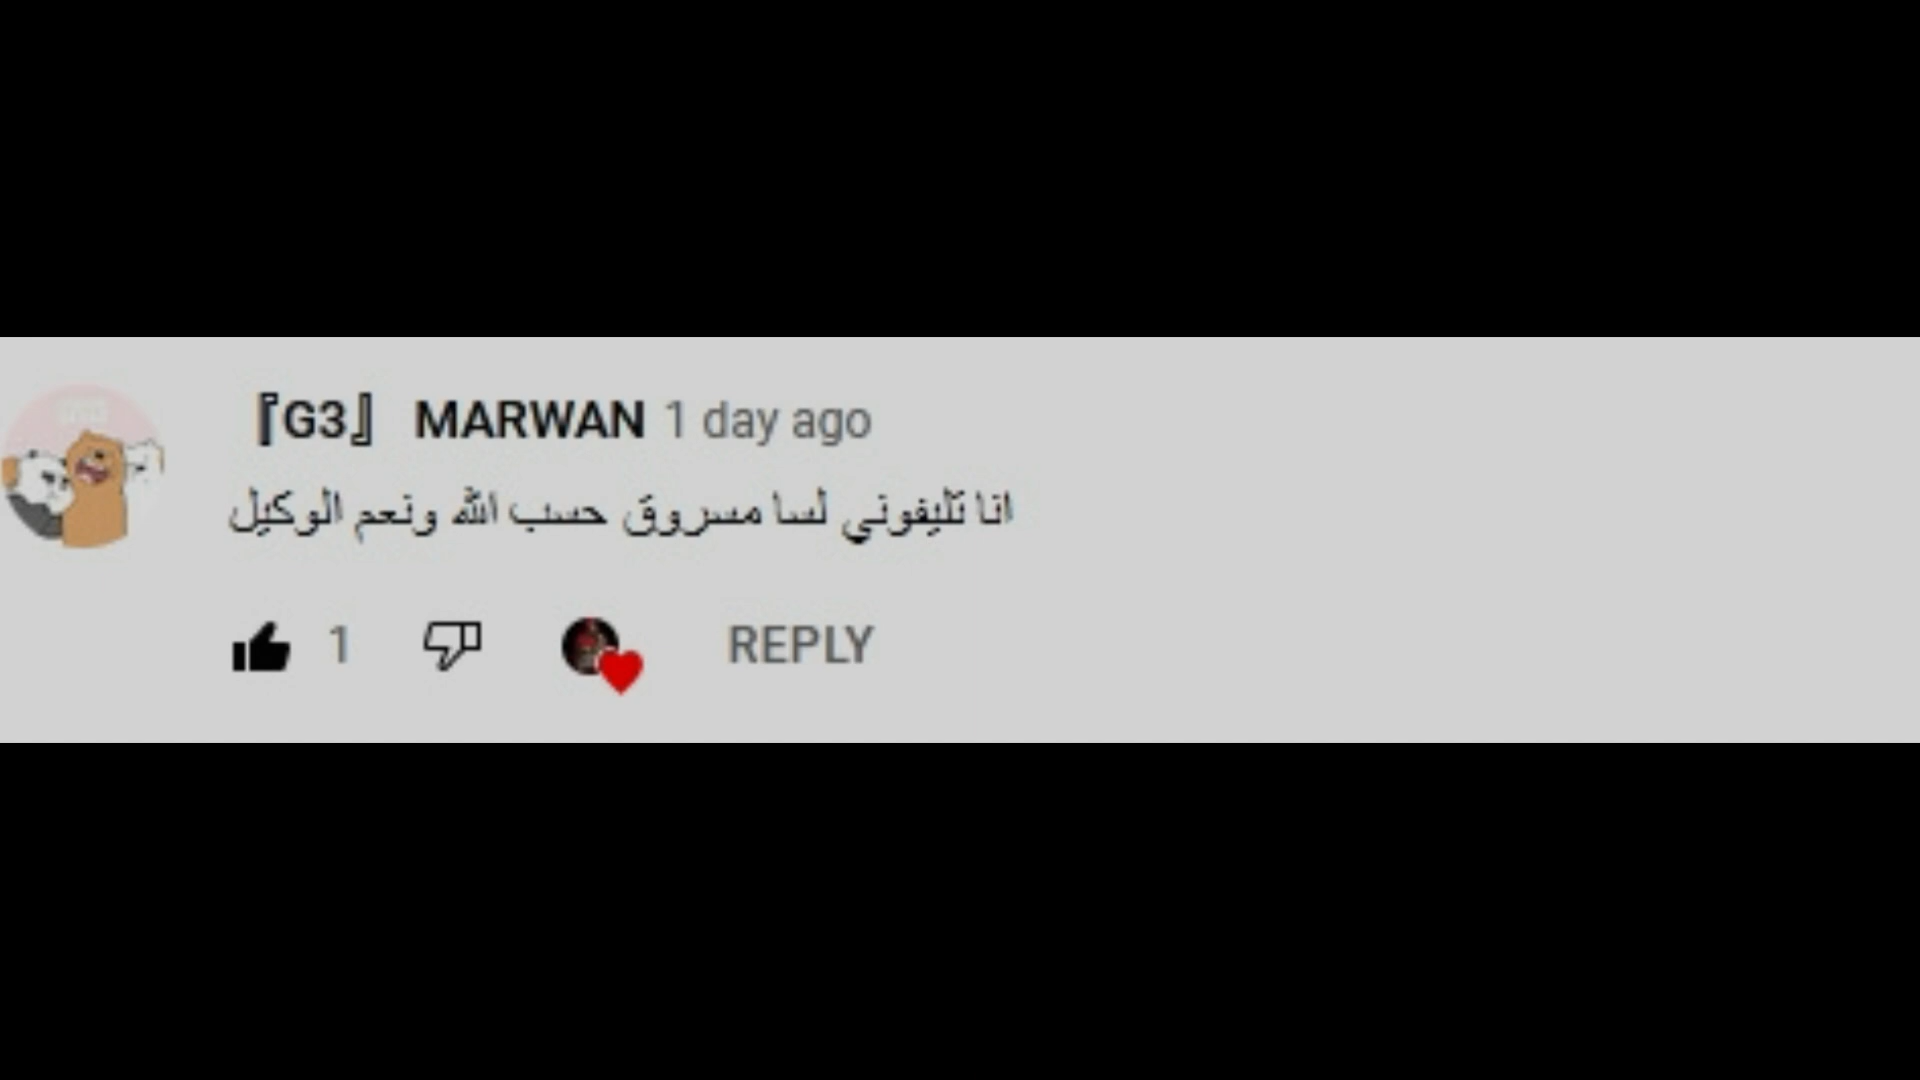 『G3』 MARWAN 1 day ago
انا تليفوني لسا مسروق حسب الله ونعم الوكيل
1 REPLY